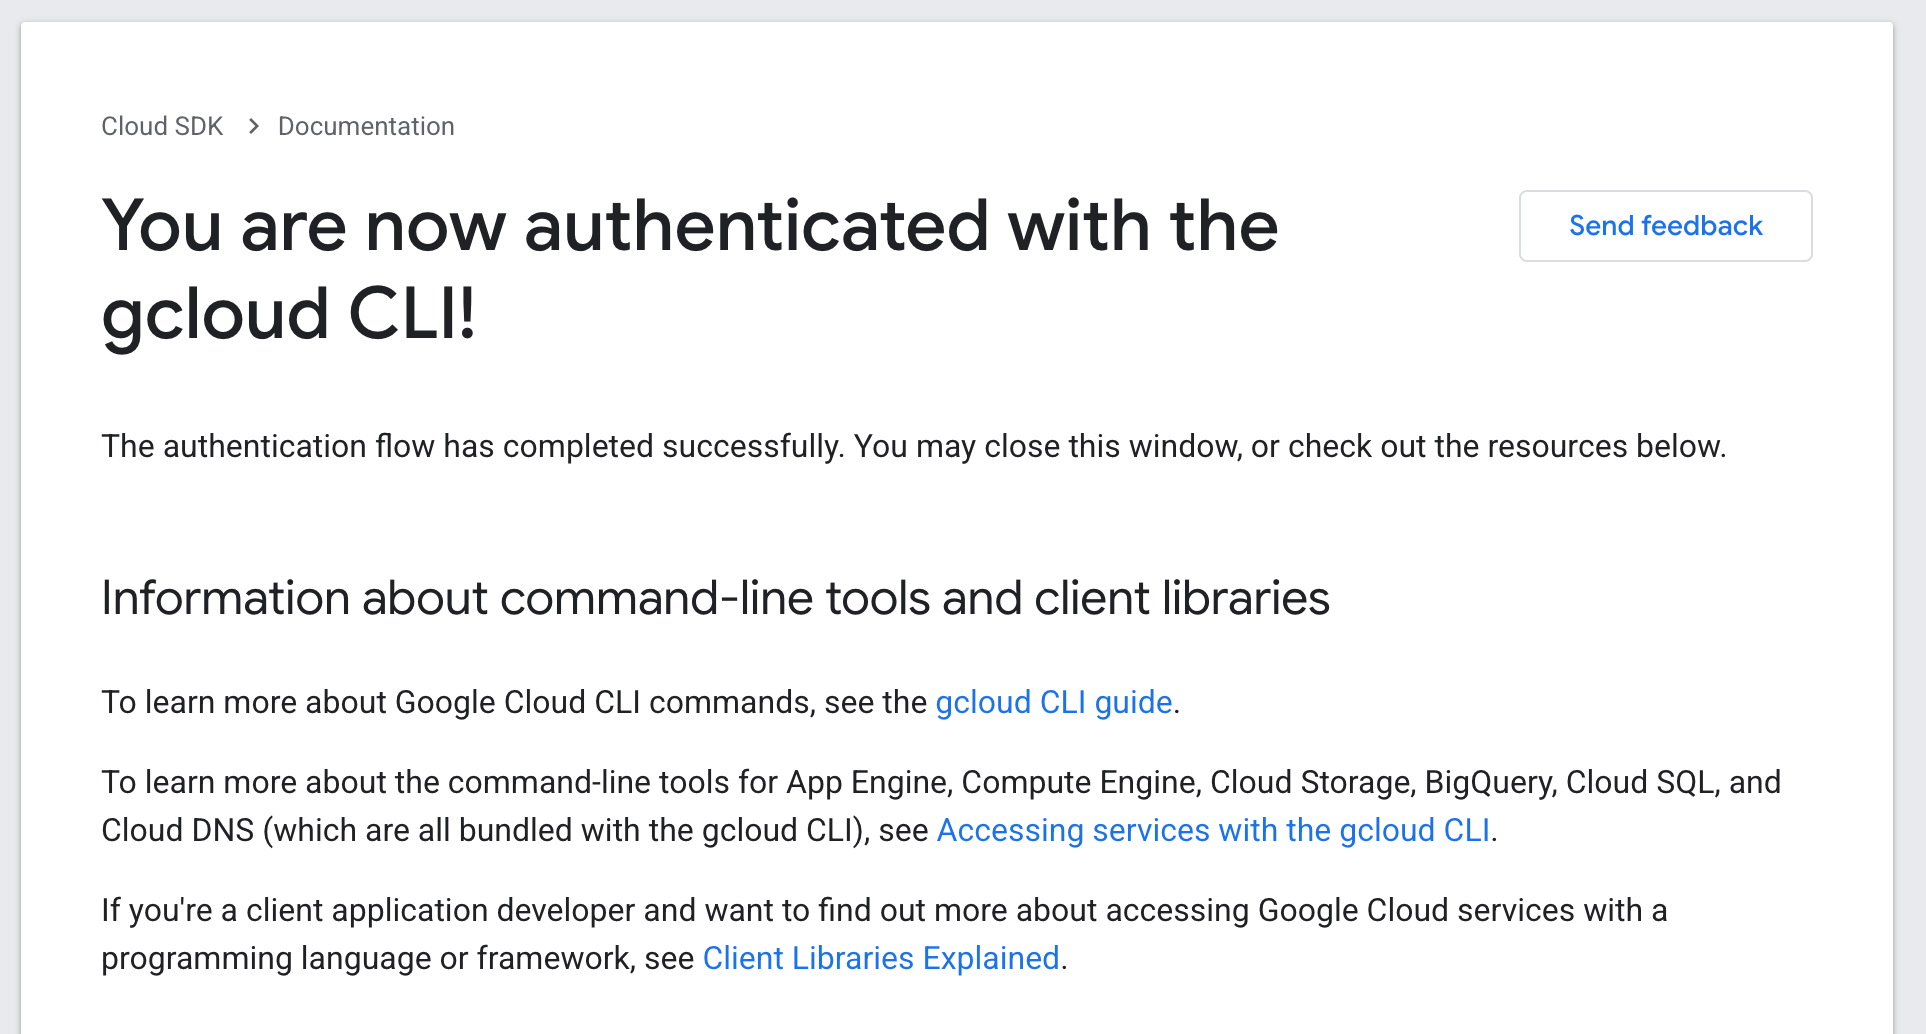 Cloud SDK > Documentation
You are now authenticated with the
gcloud CLI!
Send feedback
The authentication flow has completed successfully. You may close this window, or check out the resources below.
Information about command-line tools and client libraries
To learn more about Google Cloud CLI commands, see the gcloud CLI guide.
To learn more about the command-line tools for App Engine, Compute Engine, Cloud Storage, BigQuery, Cloud SQL, and
Cloud DNS (which are all bundled with the gcloud CLI), see Accessing services with the gcloud CLI.
If you're a client application developer and want to find out more about accessing Google Cloud services with a
programming language or framework, see Client Libraries Explained.